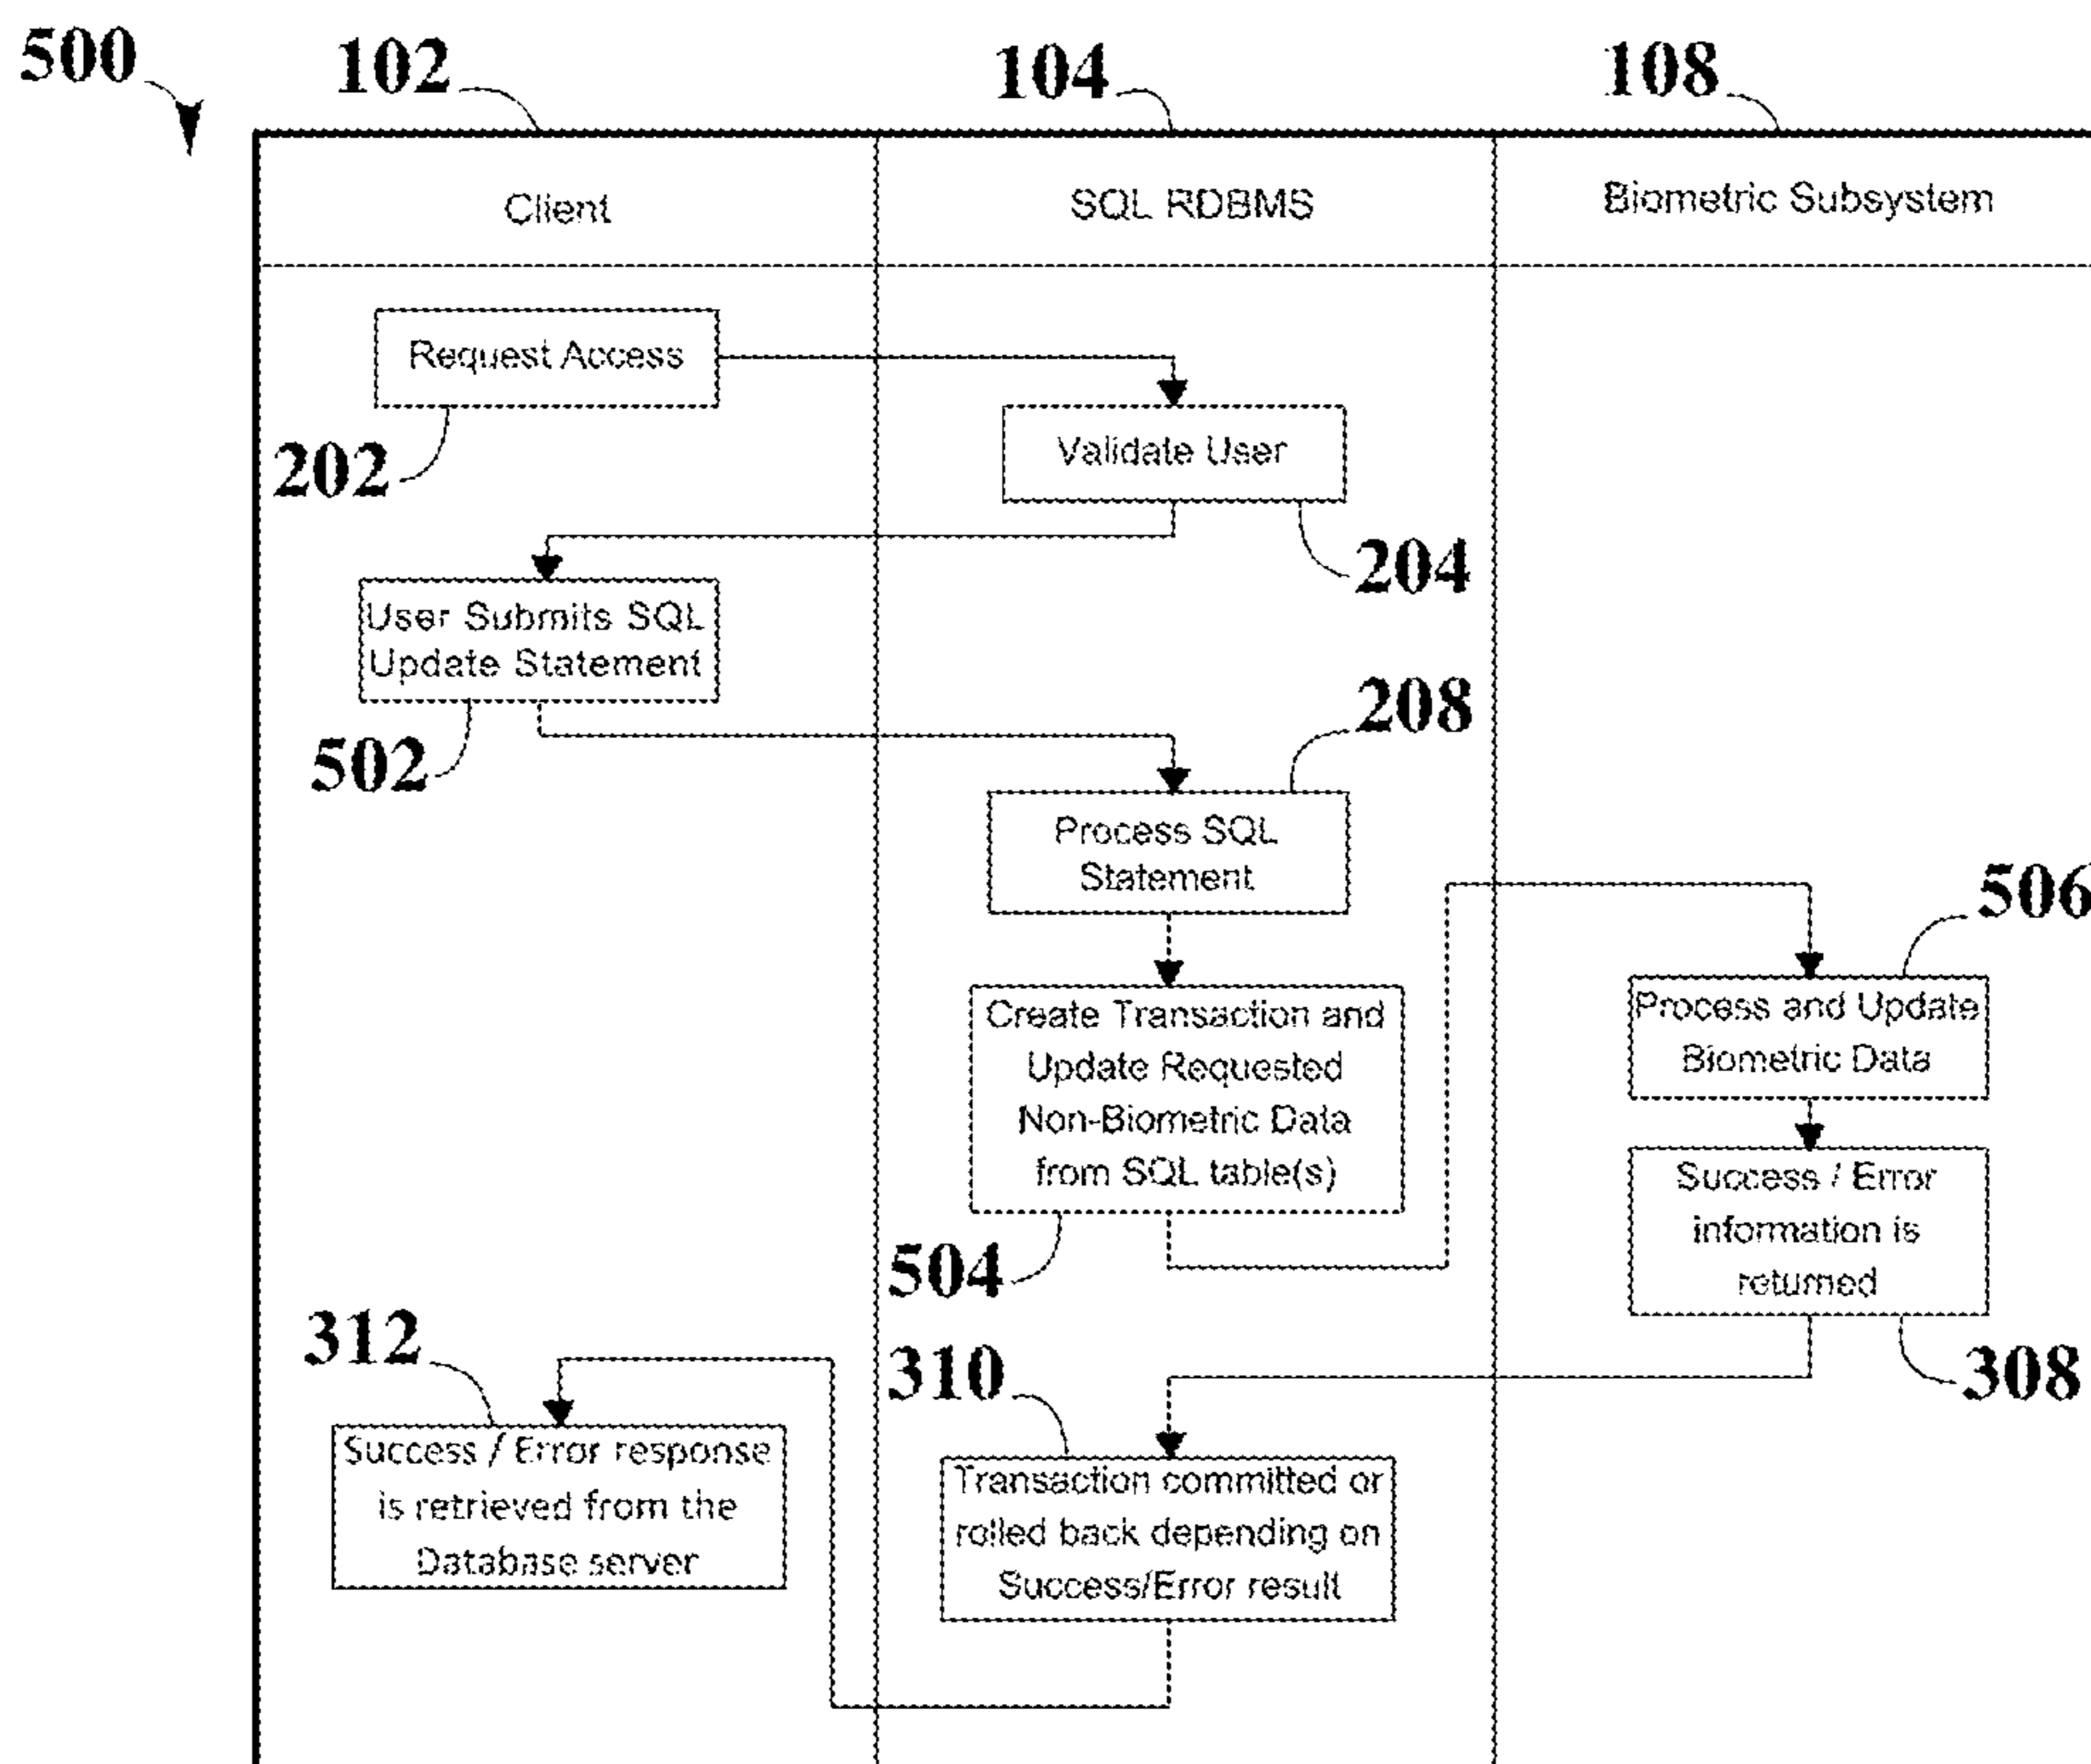 500
102
104
108
Client
SQL RDBMS
Biometric Subsystem
Request Access
202
Validate User
204
User Submits SQL
Update Statement
502
208
Process SQL
Statement
Create Transaction and
Update Requested
Non-Biometric Data
from SQL table(s)
504
506
Process and Update
Biometric Data
Success / Error
information is
returned
308
310
Transaction committed or
rolled back depending on
Success/Error result
312
Success / Error response
is retrieved from the
Database server